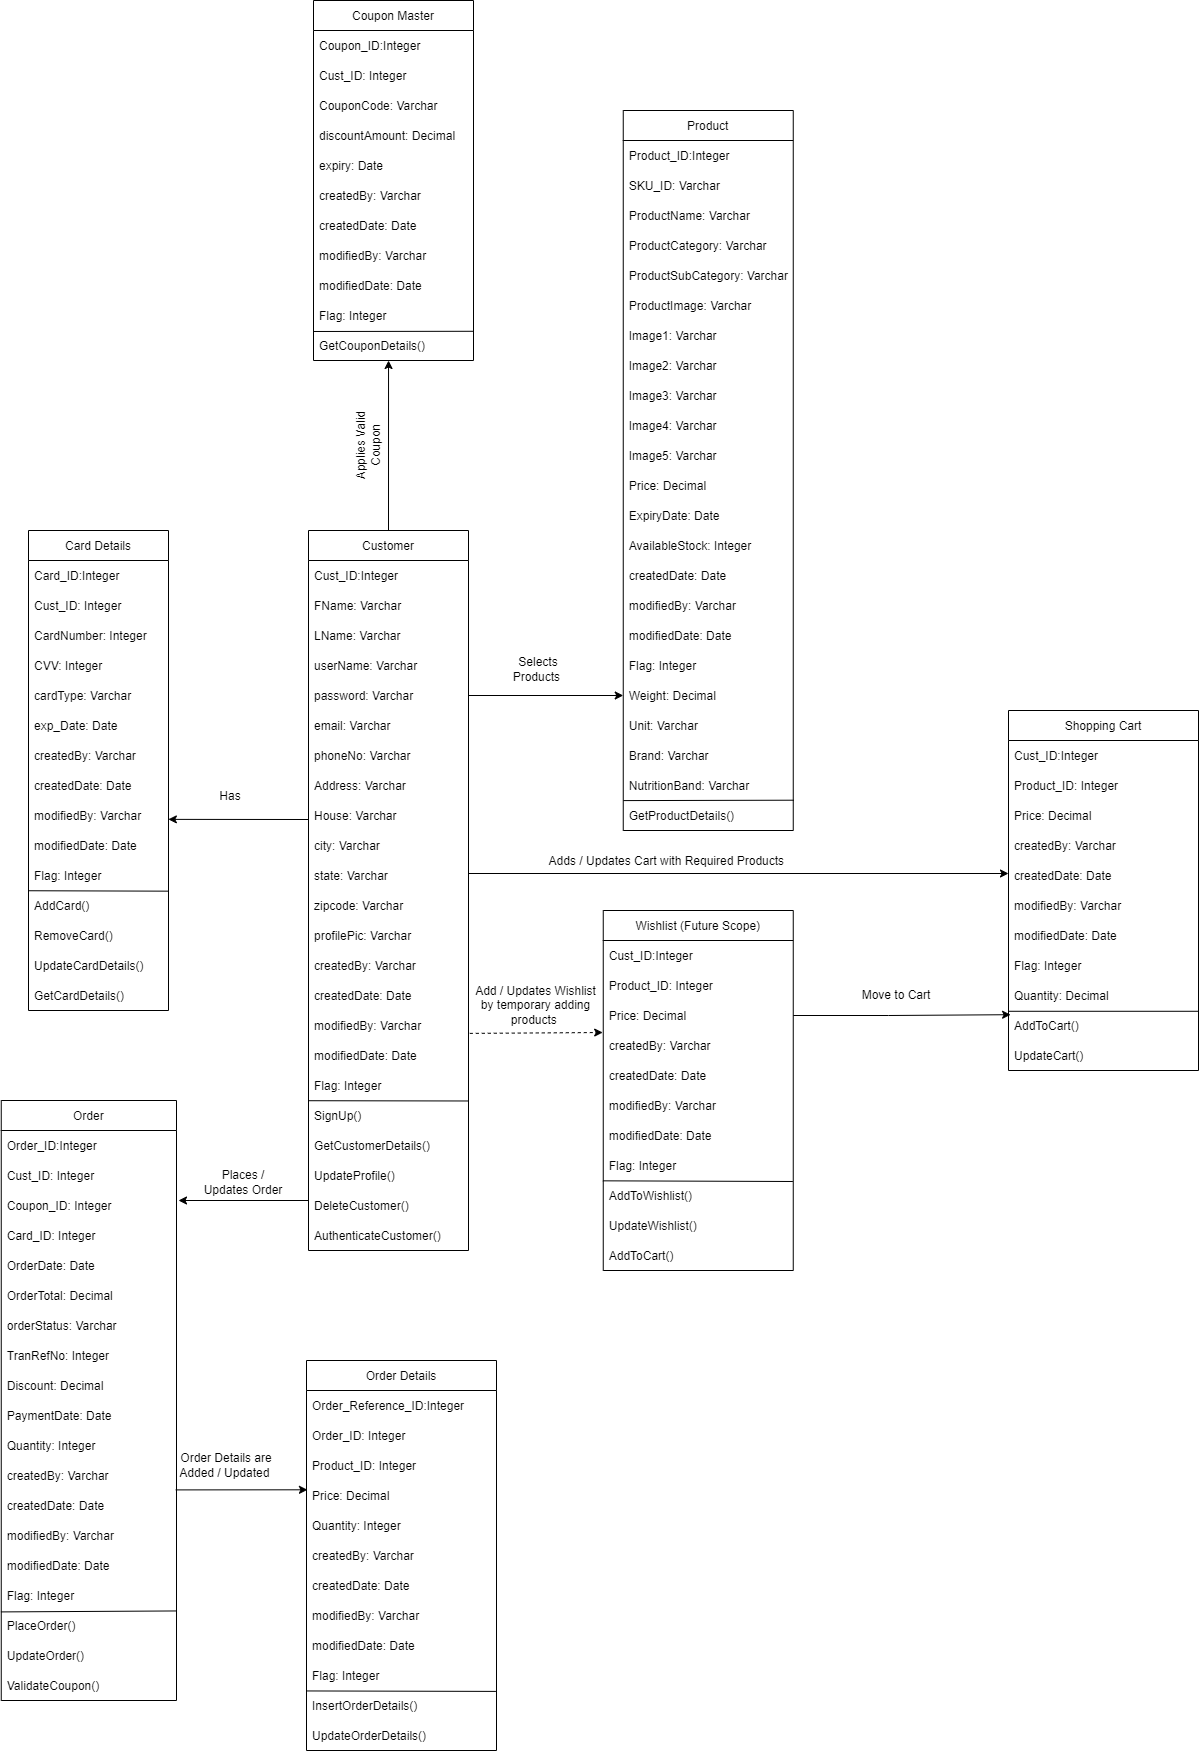 Coupon Master
Coupon_ID:Integer
Cust_ID: Integer
CouponCode: Varchar
discountAmount: Decimal
expiry: Date
createdBy: Varchar
createdDate: Date
modifiedBy: Varchar
modifiedDate: Date
Flag: Integer
GetCouponDetails()
Product
Product_ID:Integer
SKU_ID: Varchar
ProductName: Varchar
ProductCategory: Varchar
ProductSubCategory: Varchar
ProductImage: Varchar
Image1: Varchar
Image2: Varchar
Image3: Varchar
Image4: Varchar
Image5: Varchar
Price: Decimal
ExpiryDate: Date
AvailableStock: Integer
createdDate: Date
modifiedBy: Varchar
modifiedDate: Date
Flag: Integer
Weight: Decimal
Unit: Varchar
Brand: Varchar
NutritionBand: Varchar
GetProductDetails()
Applies Valid
Coupon
Card Details
Card_ID:Integer
Cust_ID: Integer
CardNumber: Integer
CVV: Integer
cardType: Varchar
exp_Date: Date
createdBy: Varchar
createdDate: Date
modifiedBy: Varchar
modifiedDate: Date
Flag: Integer
AddCard()
RemoveCard()
UpdateCardDetails()
GetCardDetails()
Has
Customer
Cust_ID:Integer
FName: Varchar
LName: Varchar
userName: Varchar
password: Varchar
email: Varchar
phoneNo: Varchar
Address: Varchar
House: Varchar
city: Varchar
state: Varchar
zipcode: Varchar
profilePic: Varchar
createdBy: Varchar
createdDate: Date
modifiedBy: Varchar
modifiedDate: Date
Flag: Integer
SignUp()
GetCustomerDetails()
UpdateProfile()
DeleteCustomer()
AuthenticateCustomer()
Selects
Products
Adds / Updates Cart with Required Products
Shopping Cart
Cust_ID:Integer
Product_ID: Integer
Price: Decimal
createdBy: Varchar
createdDate: Date
modifiedBy: Varchar
modifiedDate: Date
Flag: Integer
Quantity: Decimal
AddToCart()
UpdateCart()
Add / Updates Wishlist
by temporary adding
products
Wishlist (Future Scope)
Cust_ID:Integer
Product_ID: Integer
Price: Decimal
createdBy: Varchar
createdDate: Date
modifiedBy: Varchar
modifiedDate: Date
Flag: Integer
AddToWishlist()
UpdateWishlist()
AddToCart()
Move to Cart
Places /
Updates Order
Order
Order_ID:Integer
Cust_ID: Integer
Coupon_ID: Integer
Card_ID: Integer
OrderDate: Date
OrderTotal: Decimal
orderStatus: Varchar
TranRefNo: Integer
Discount: Decimal
PaymentDate: Date
Quantity: Integer
createdBy: Varchar
createdDate: Date
modifiedBy: Varchar
modifiedDate: Date
Flag: Integer
PlaceOrder()
UpdateOrder()
ValidateCoupon()
Order Details are
Added / Updated
Order Details
Order_Reference_ID:Integer
Order_ID: Integer
Product_ID: Integer
Price: Decimal
Quantity: Integer
createdBy: Varchar
createdDate: Date
modifiedBy: Varchar
modifiedDate: Date
Flag: Integer
InsertOrderDetails()
UpdateOrderDetails()